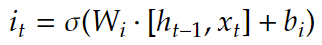 i_t = σ(W_i · [h_{t−1}, x_t] + b_i)